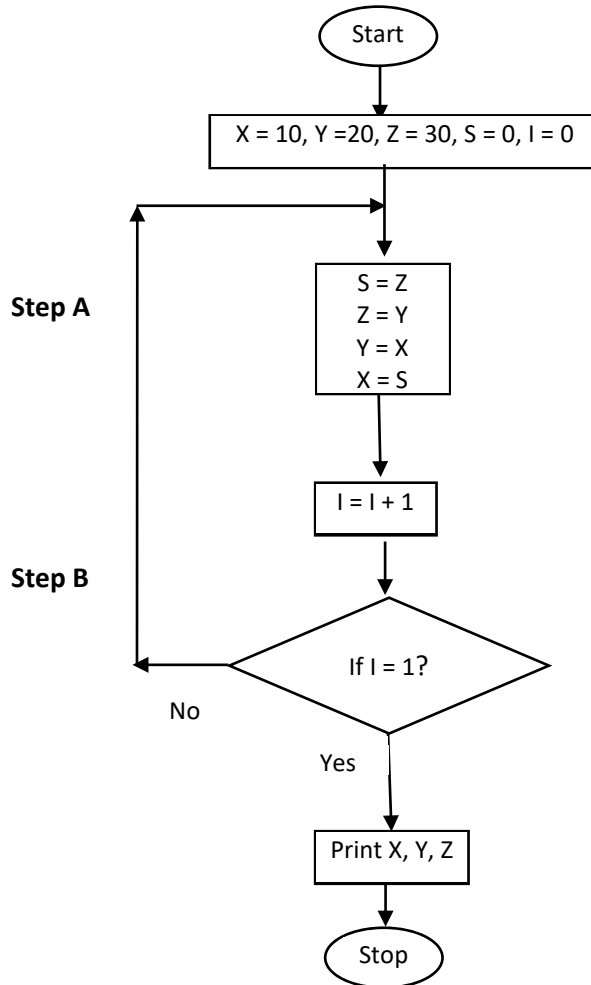 Start
X = 10, Y =20, Z = 30, S = 0, I = 0
Step A
S = Z
Z = Y
Y = X
X = S
I = I + 1
Step B
If I = 1?
No
Yes
Print X, Y, Z
Stop